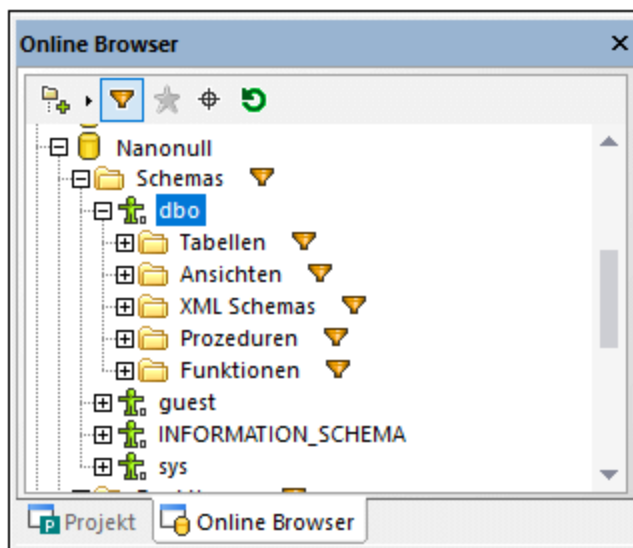 Online Browser
Nanonull
Schemas
dbo
Tabellen
Ansichten
XML Schemas
Prozeduren
Funktionen
guest
INFORMATION_SCHEMA
sys
Projekt
Online Browser